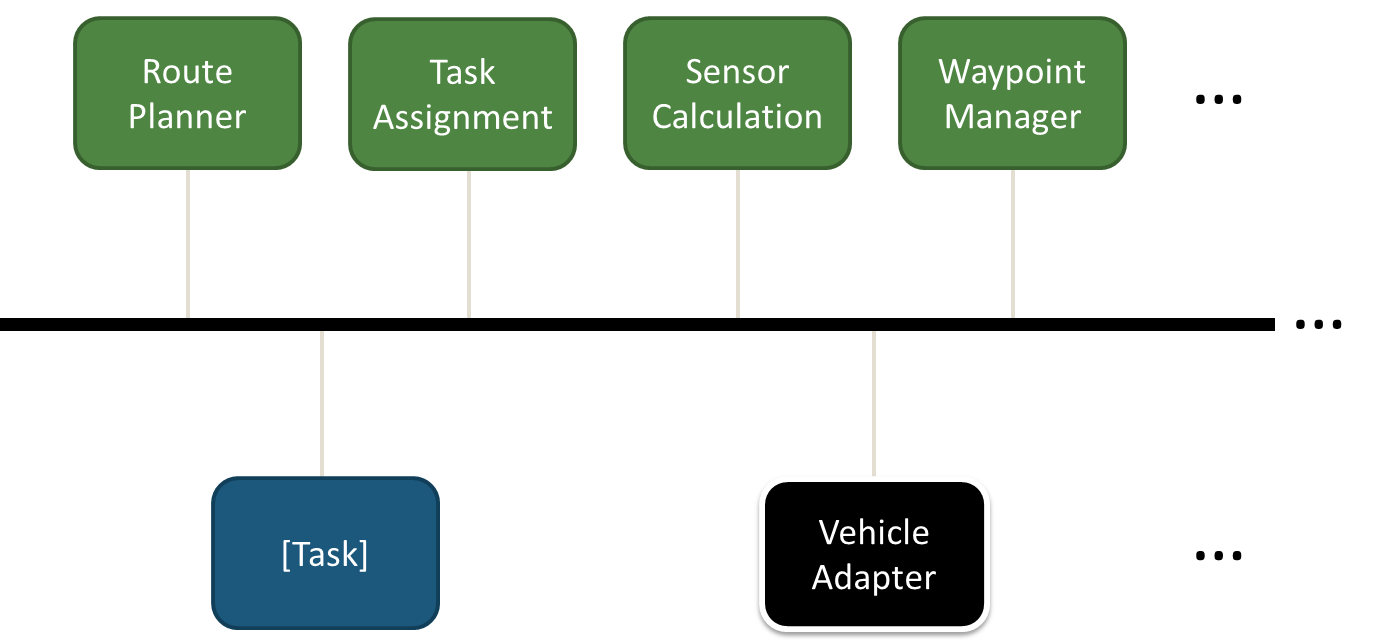 Route
Planner
Task
Assignment
Sensor
Calculation
Waypoint
Manager
...
...
[Task]
Vehicle
Adapter
...